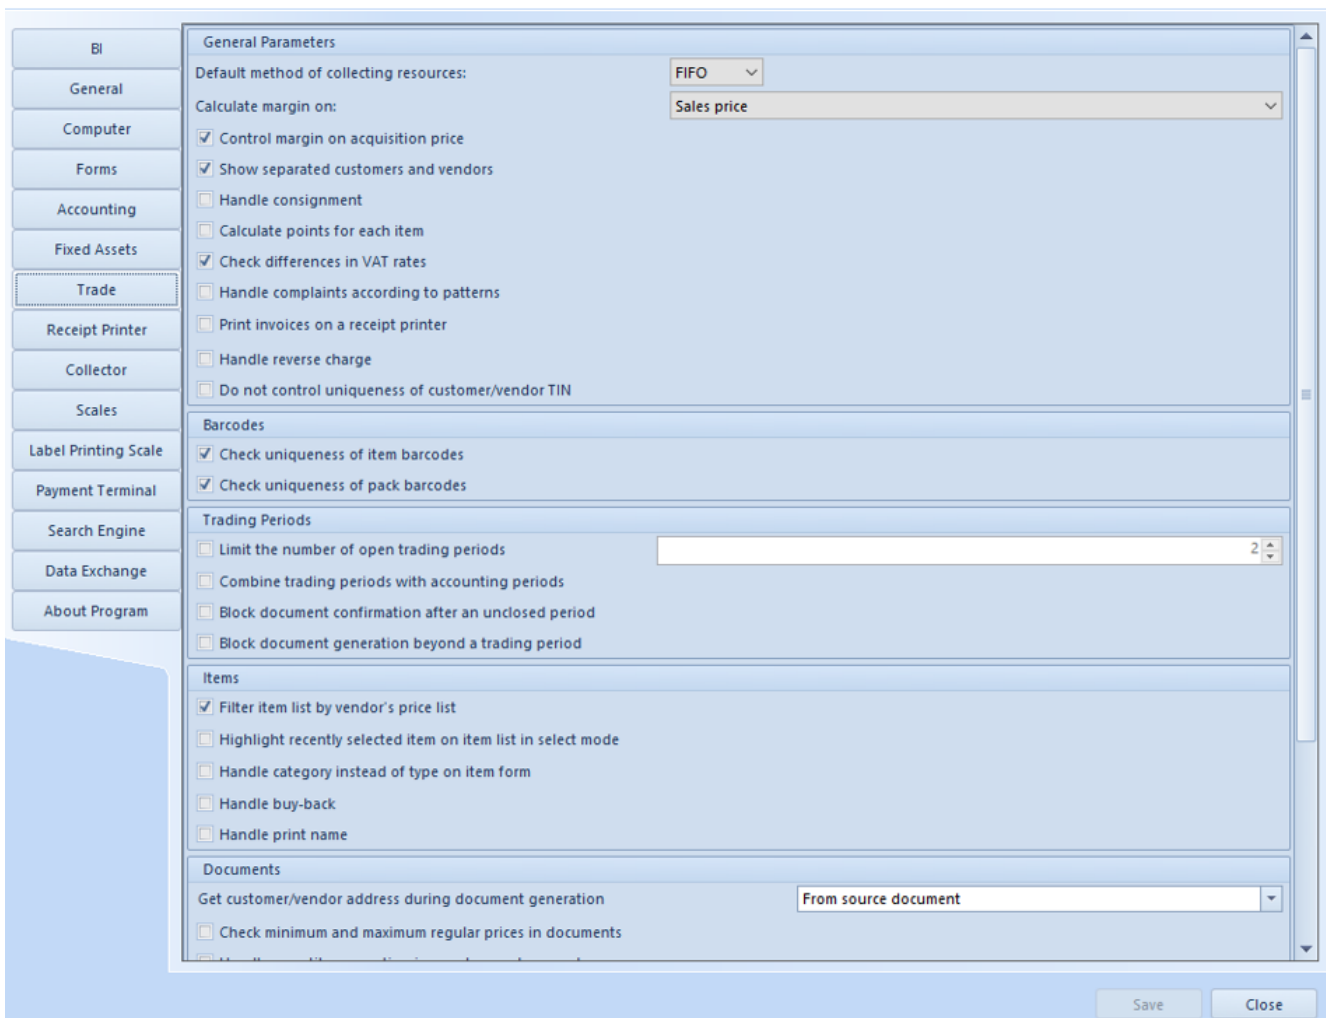 BI
General
Computer
Forms
Accounting
Fixed Assets
Trade
Receipt Printer
Collector
Scales
Label Printing Scale
Payment Terminal
Search Engine
Data Exchange
About Program
General Parameters
Default method of collecting resources: FIFO
Calculate margin on: Sales price
Control margin on acquisition price
Show separated customers and vendors
Handle consignment
Calculate points for each item
Check differences in VAT rates
Handle complaints according to patterns
Print invoices on a receipt printer
Handle reverse charge
Do not control uniqueness of customer/vendor TIN
Barcodes
Check uniqueness of item barcodes
Check uniqueness of pack barcodes
Trading Periods
Limit the number of open trading periods 2
Combine trading periods with accounting periods
Block document confirmation after an unclosed period
Block document generation beyond a trading period
Items
Filter item list by vendor's price list
Highlight recently selected item on item list in select mode
Handle category instead of type on item form
Handle buy-back
Handle print name
Documents
Get customer/vendor address during document generation From source document
Check minimum and maximum regular prices in documents
Save Close